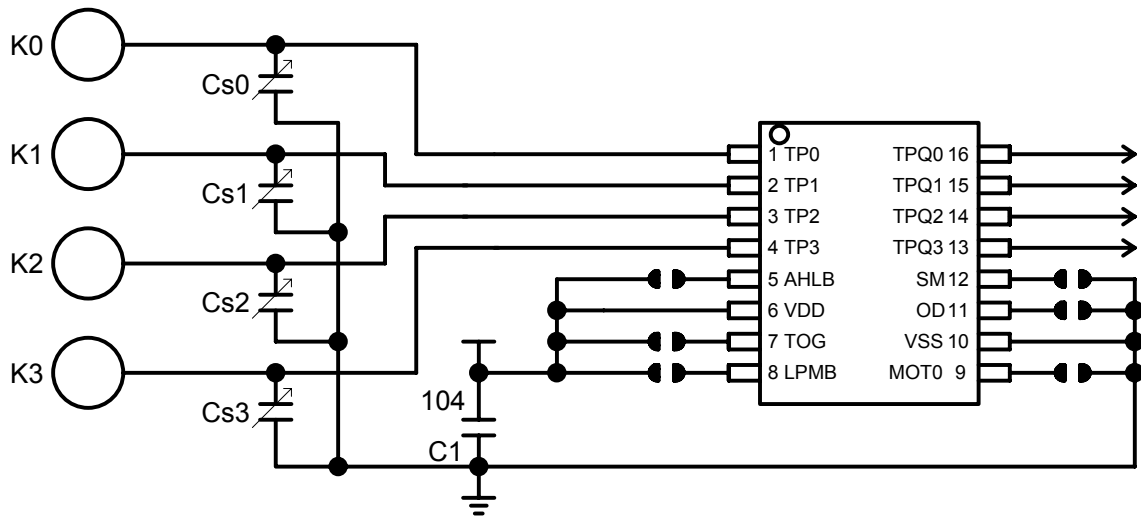 K0
Cs0
K1
Cs1
K2
Cs2
K3
Cs3
104
C1
1 TP0
2 TP1
3 TP2
4 TP3
5 AHLB
6 VDD
7 TOG
8 LPMB
TPQ0 16
TPQ1 15
TPQ2 14
TPQ3 13
SM 12
OD 11
VSS 10
MOT0 9